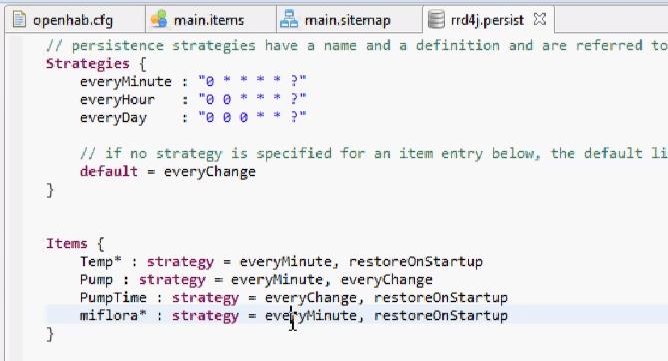 openhab.cfg main.items main.sitemap rrd4j.persist
// persistence strategies have a name and a definition and are referred to
Strategies {
everyMinute : "0 * * * * ?"
everyHour : "0 0 * * * ?"
everyDay : "0 0 0 * * ?"
// if no strategy is specified for an item entry below, the default li
default = everyChange
}
Items {
Temp* : strategy = everyMinute, restoreOnStartup
Pump : strategy = everyMinute, everyChange
PumpTime : strategy = everyChange, restoreOnStartup
miflora* : strategy = everyMinute, restoreOnStartup
}